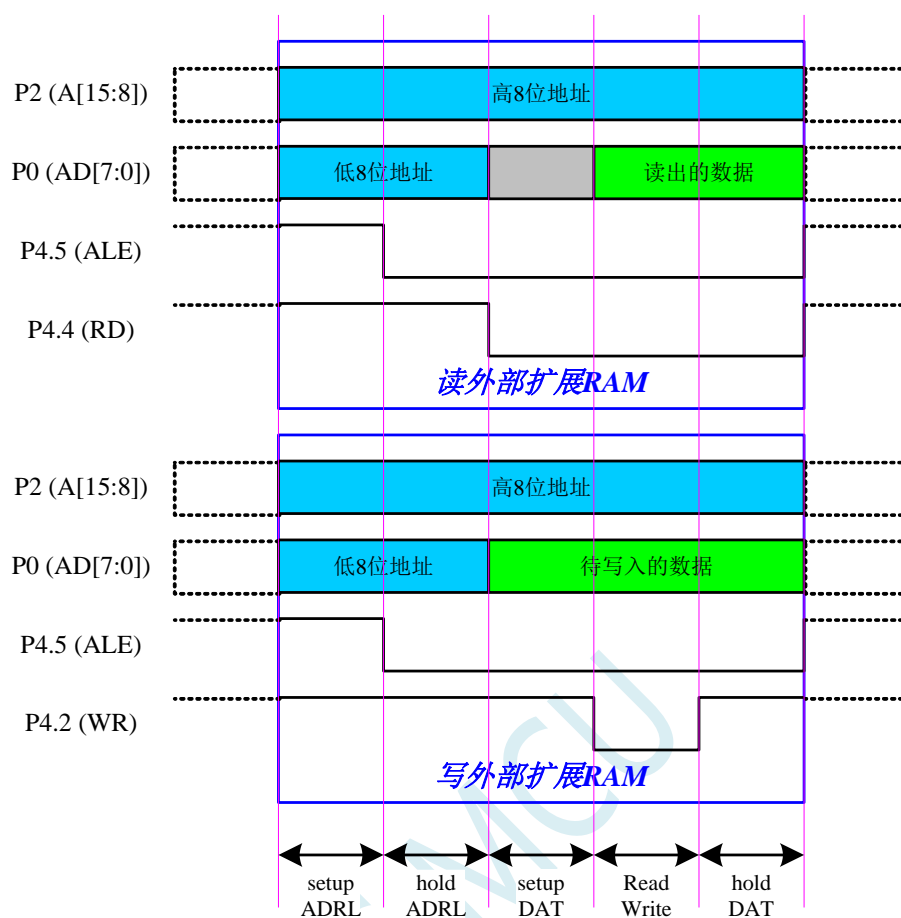 P2 (A[15:8])
高8位地址
P0 (AD[7:0])
低8位地址
读出的数据
P4.5 (ALE)
P4.4 (RD)
读外部扩展RAM
P2 (A[15:8])
高8位地址
P0 (AD[7:0])
低8位地址
待写入的数据
P4.5 (ALE)
P4.2 (WR)
写外部扩展RAM
MCU
setup ADRL
hold ADRL
setup DAT
Read Write
hold DAT